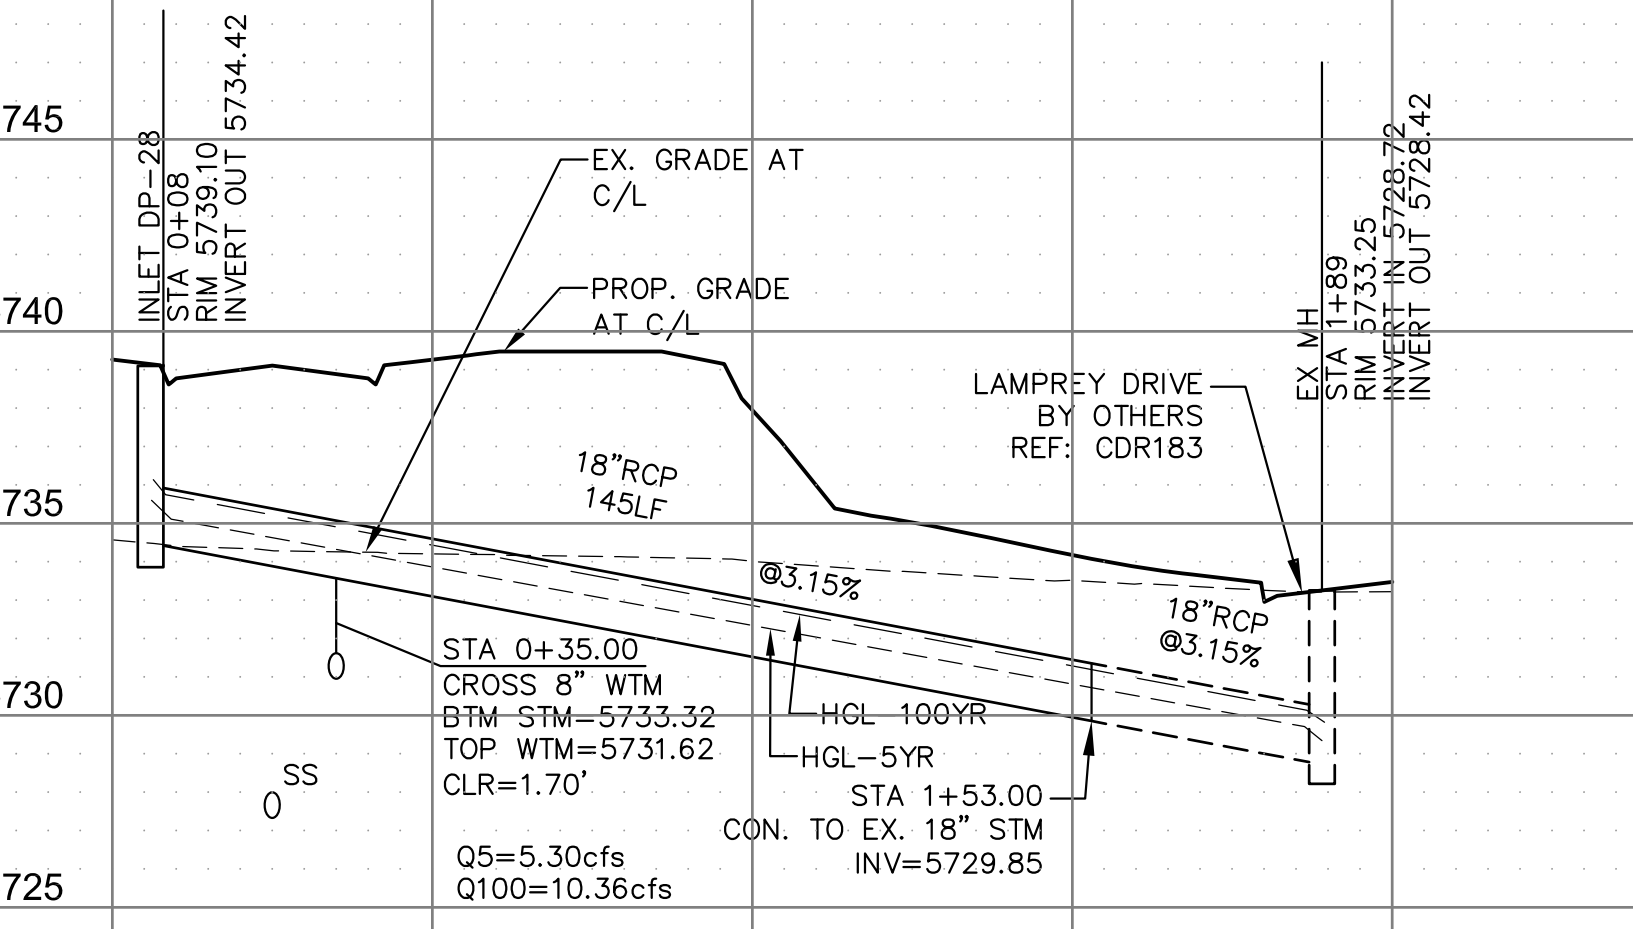 745
740
735
730
725
INLET DP-28
STA 0+08
RIM 5739.10
INVERT OUT 5734.42
EX. GRADE AT
C/L
PROP. GRADE
AT C/L
18”RCP
145LF
@3.15%
LAMPREY DRIVE
BY OTHERS
REF: CDR183
EX MH
STA 1+89
RIM 5733.25
INVERT IN 5728.72
INVERT OUT 5728.42
18”RCP
@3.15%
STA 0+35.00
CROSS 8” WTM
BTM STM=5733.32
TOP WTM=5731.62
CLR=1.70’
HGL 100YR
HGL-5YR
SS
STA 1+53.00
CON. TO EX. 18” STM
INV=5729.85
Q5=5.30cfs
Q100=10.36cfs